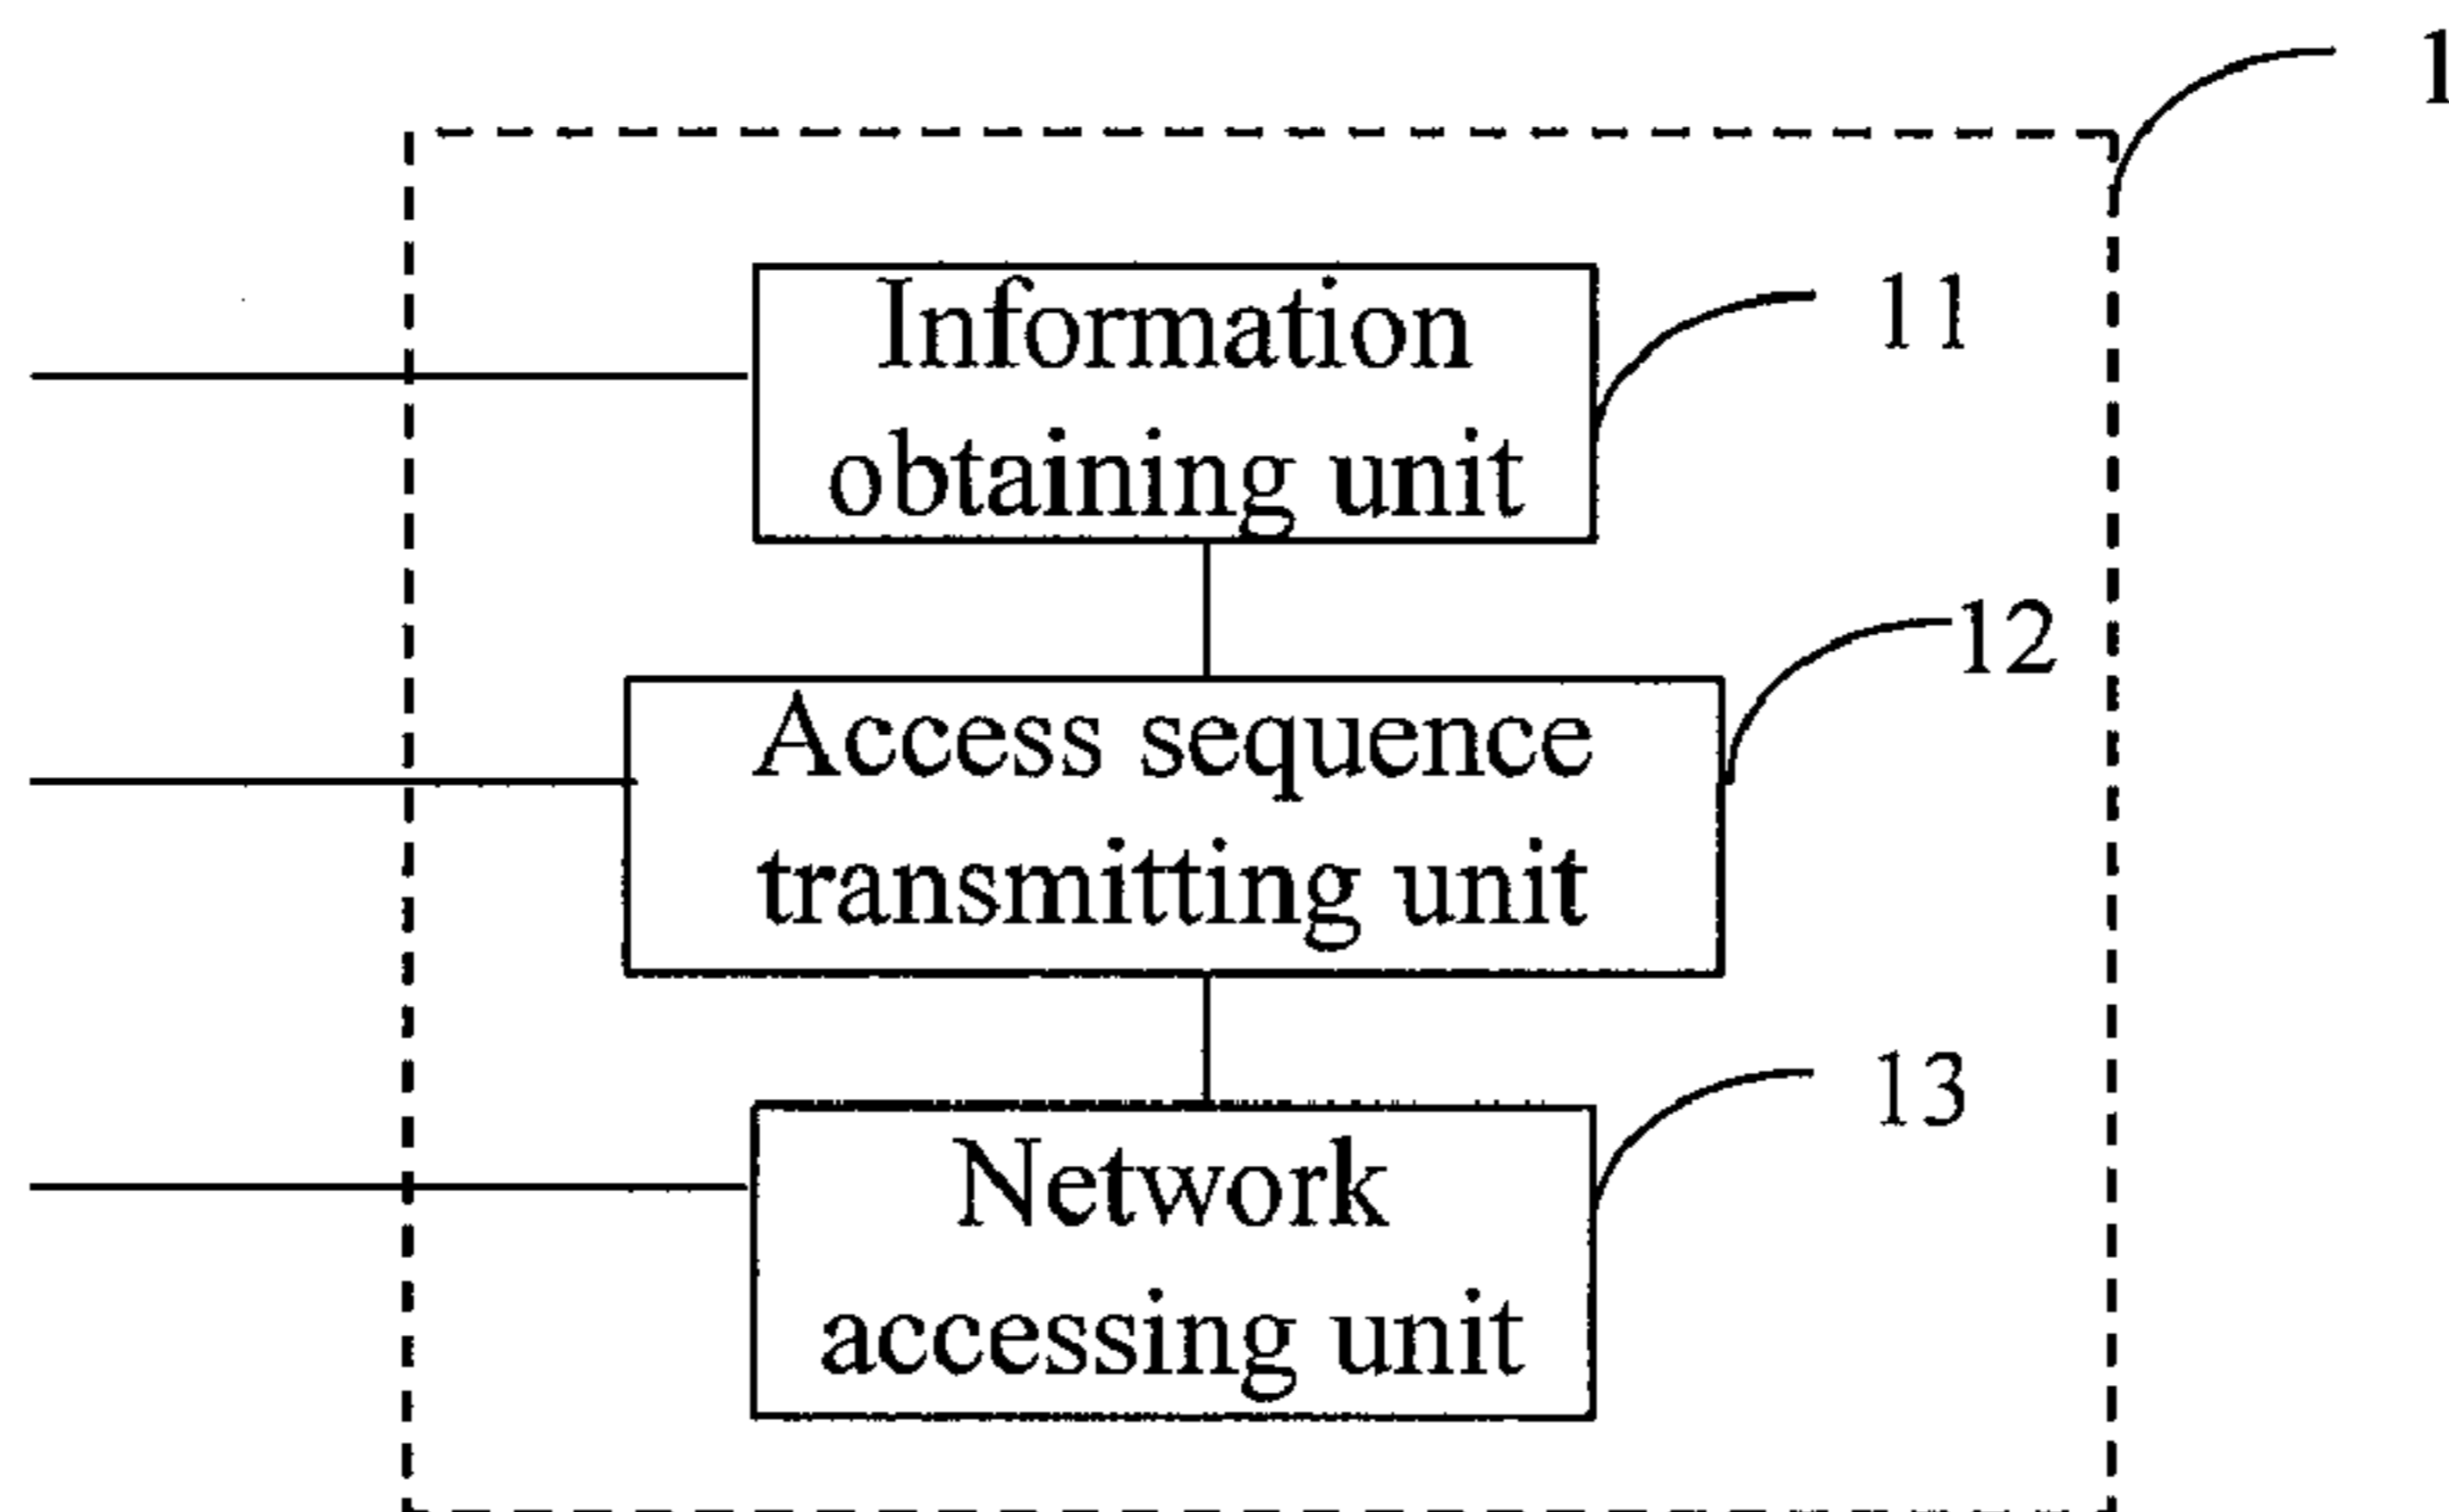 1
Information
11
obtaining unit
12
Access sequence
transmitting unit
13
Network
accessing unit